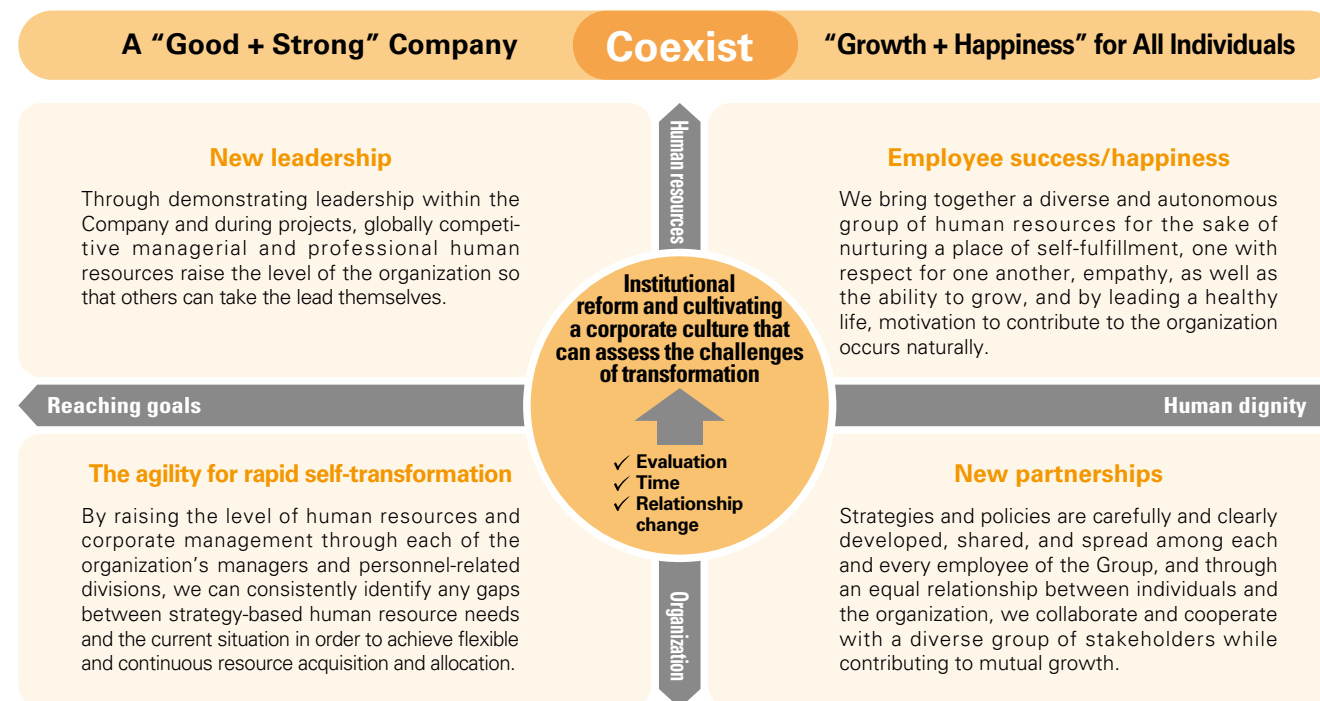 A “Good + Strong” Company
Coexist
“Growth + Happiness” for All Individuals
New leadership
Through demonstrating leadership within the
Company and during projects, globally competi-
tive managerial and professional human
resources raise the level of the organization so
that others can take the lead themselves.
Human resources
Employee success/happiness
We bring together a diverse and autonomous
group of human resources for the sake of
nurturing a place of self-fulfillment, one with
respect for one another, empathy, as well as
the ability to grow, and by leading a healthy
life, motivation to contribute to the organization
occurs naturally.
Institutional
reform and cultivating
a corporate culture that
can assess the challenges
of transformation
Reaching goals
Human dignity
✓ Evaluation
✓ Time
✓ Relationship
change
The agility for rapid self-transformation
By raising the level of human resources and
corporate management through each of the
organization’s managers and personnel-related
divisions, we can consistently identify any gaps
between strategy-based human resource needs
and the current situation in order to achieve flexible
and continuous resource acquisition and allocation.
Organization
New partnerships
Strategies and policies are carefully and clearly
developed, shared, and spread among each
and every employee of the Group, and through
an equal relationship between individuals and
the organization, we collaborate and cooperate
with a diverse group of stakeholders while
contributing to mutual growth.